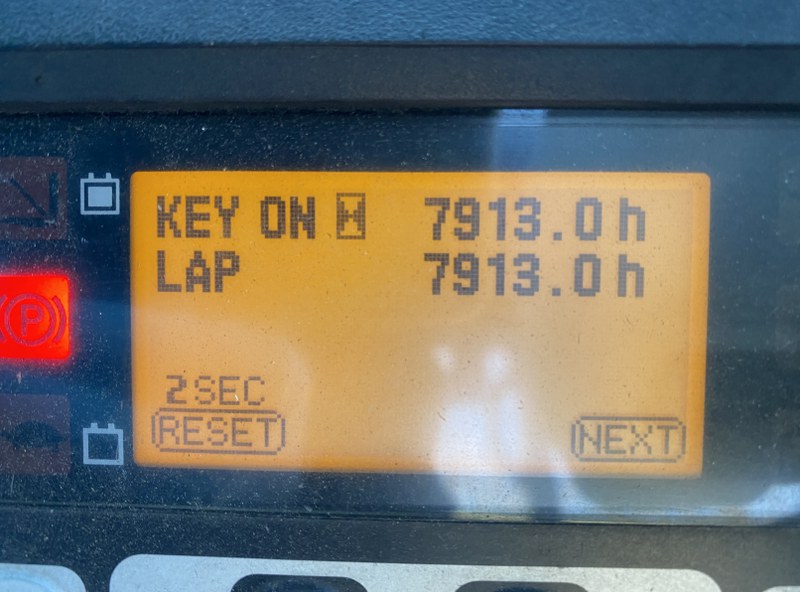 KEY ON 7913.0h
LAP 7913.0h
(P)
2SEC
RESET NEXT